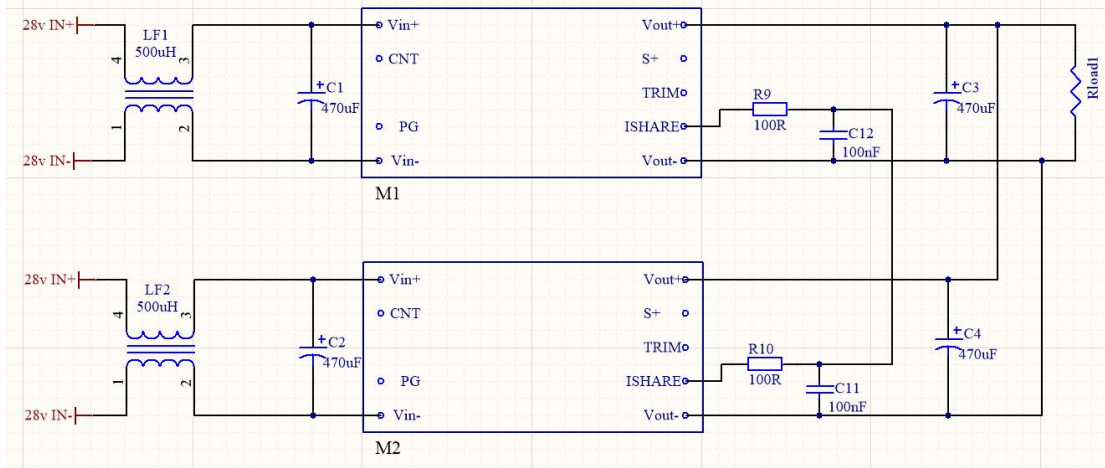 28v IN+
LF1
500uH
4
3
1
2
28v IN-
+
C1
470uF
Vin+
CNT
PG
Vin-
Vout+
S+
TRIM
ISHARE
Vout-
M1
R9
100R
C12
100nF
+
C3
470uF
Rload1
28v IN+
LF2
500uH
4
3
1
2
28v IN-
+
C2
470uF
Vin+
CNT
PG
Vin-
Vout+
S+
TRIM
ISHARE
Vout-
M2
R10
100R
C11
100nF
+
C4
470uF